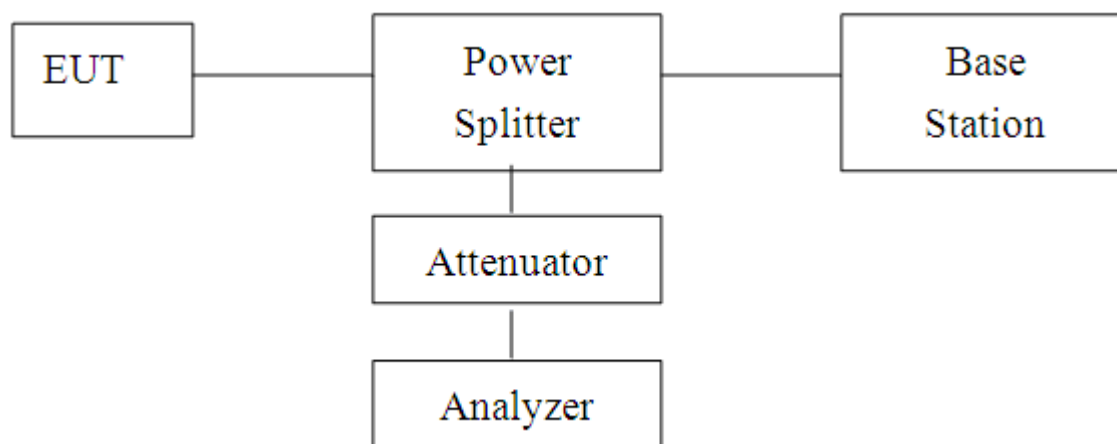 EUT
Power
Splitter
Base
Station
Attenuator
Analyzer